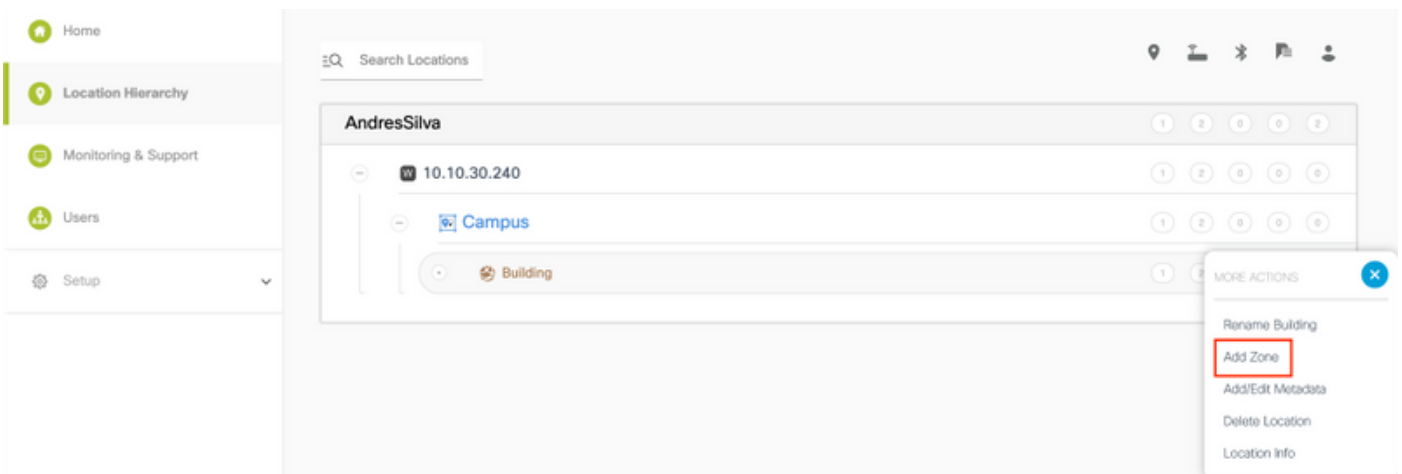 Home
Location Hierarchy
Monitoring & Support
Users
Setup
Search Locations
AndresSilva
1 2 0 0 2
W 10.10.30.240
1 2 0 0 0
Campus
1 2 0 0 0
Building
1 2
MORE ACTIONS
Rename Building
Add Zone
Add/Edit Metadata
Delete Location
Location Info